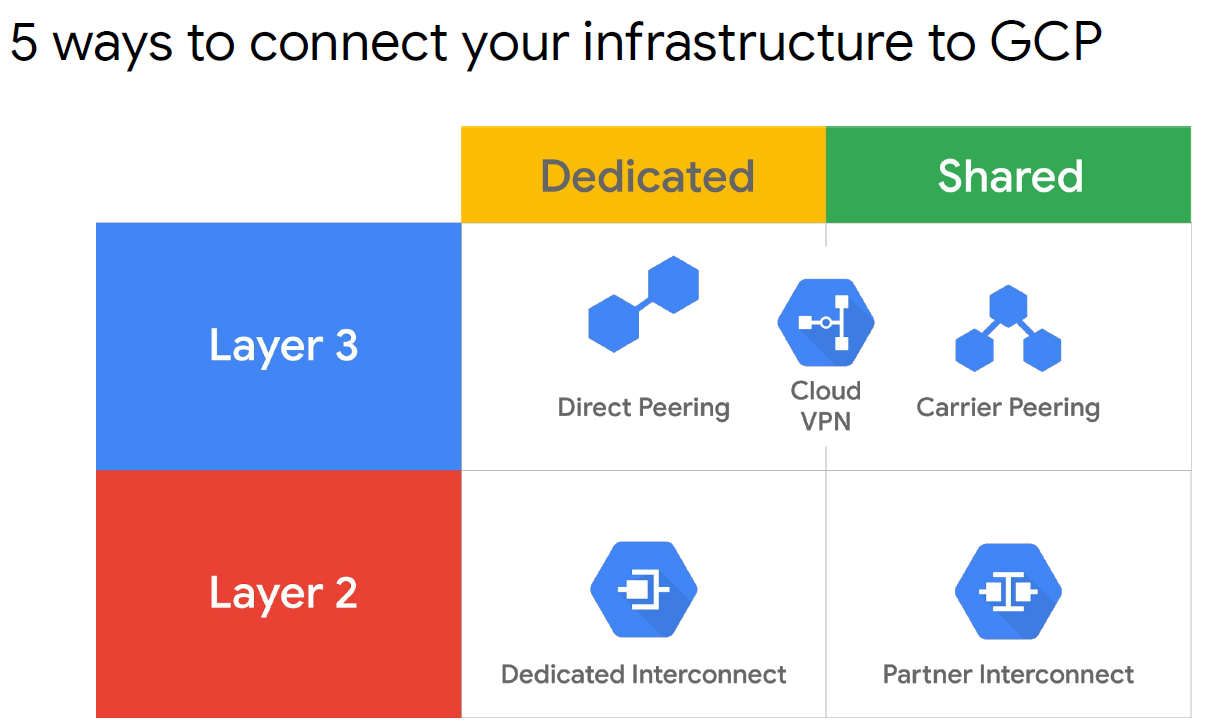 5 ways to connect your infrastructure to GCP
Dedicated
Shared
Layer 3
Direct Peering
Cloud
VPN
Carrier Peering
Layer 2
Dedicated Interconnect
Partner Interconnect